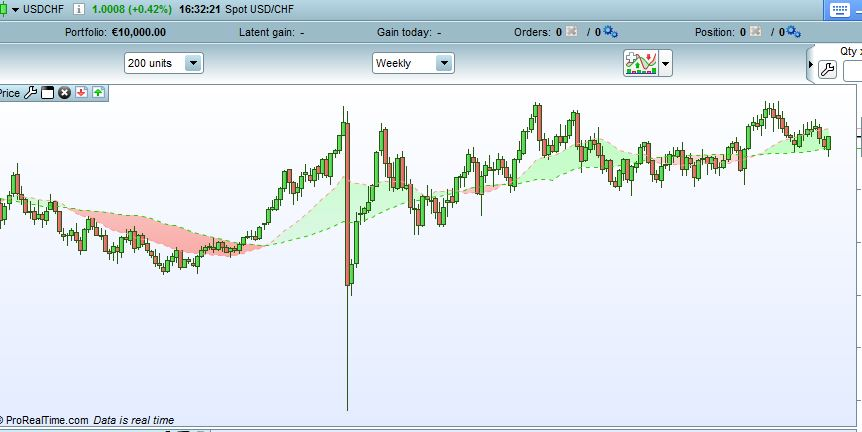 USDCHF 1.0008 (+0.42%) 16:32:21 Spot USD/CHF
Portfolio: €10,000.00 Latent gain: - Gain today: - Orders: 0 / 0 Position: 0 / 0
200 units Weekly Qty
Price
© ProRealTime.com Data is real time